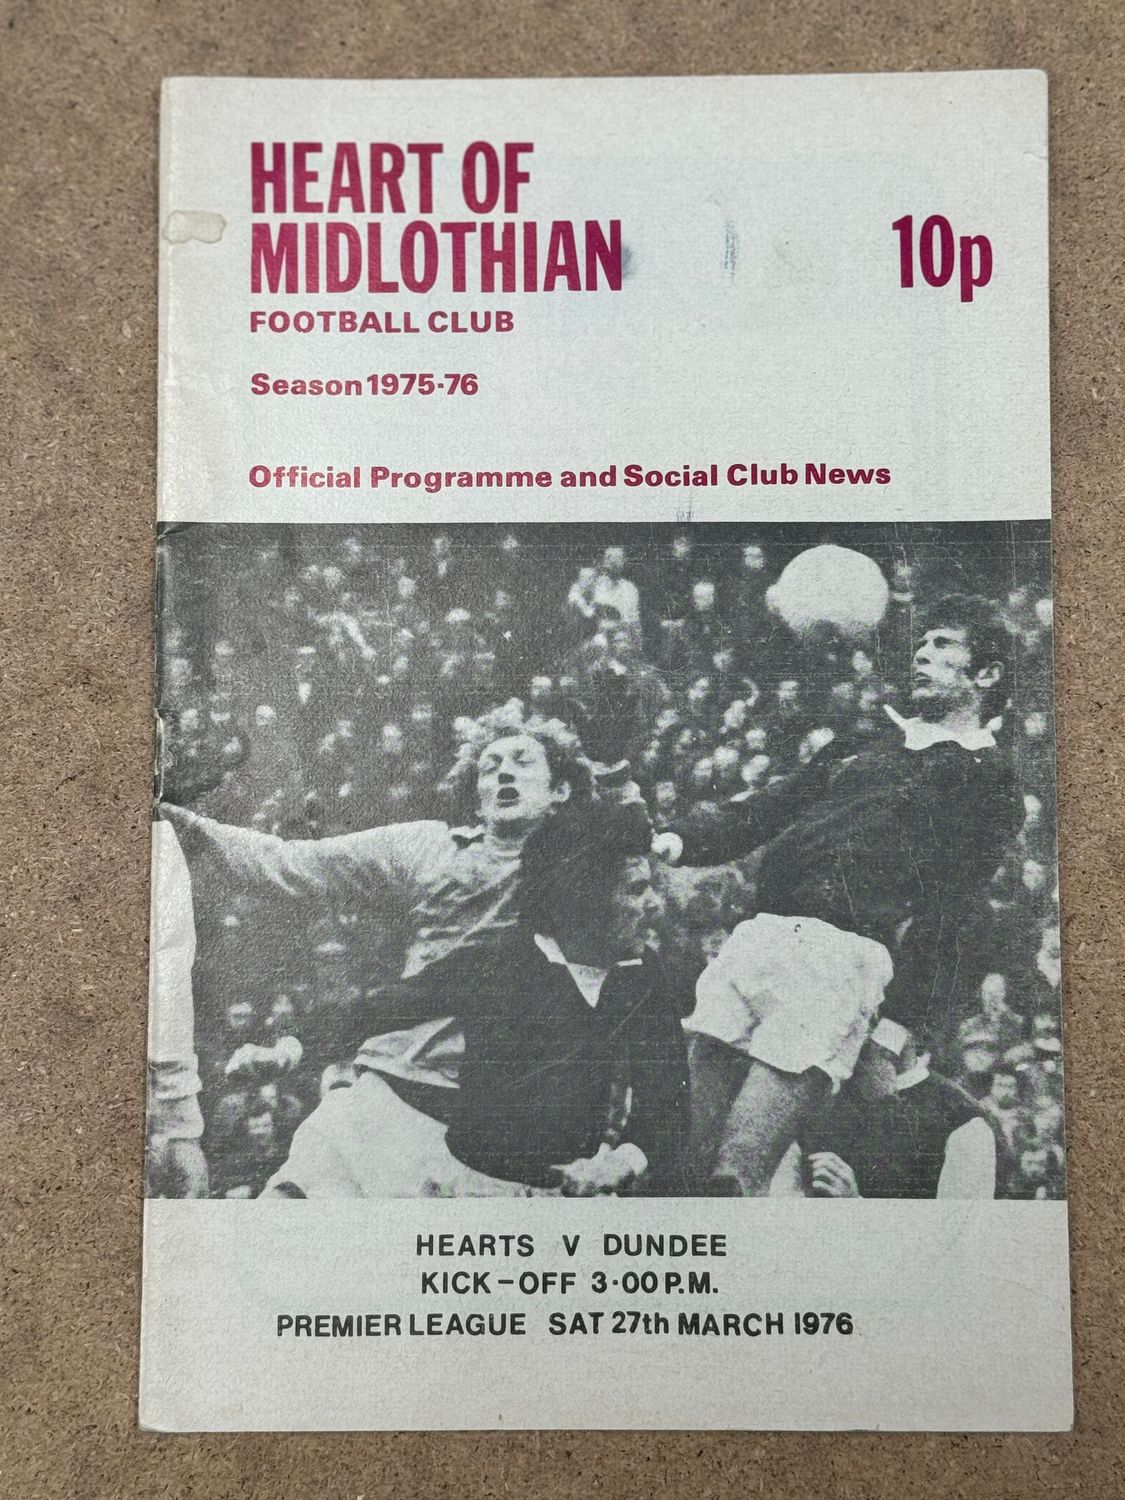 HEART OF
MIDLOTHIAN
10p
FOOTBALL CLUB
Season 1975·76
Official Programme and Social Club News
HEARTS V DUNDEE
KICK-OFF 3·00 P.M.
PREMIER LEAGUE SAT 27th MARCH 1976